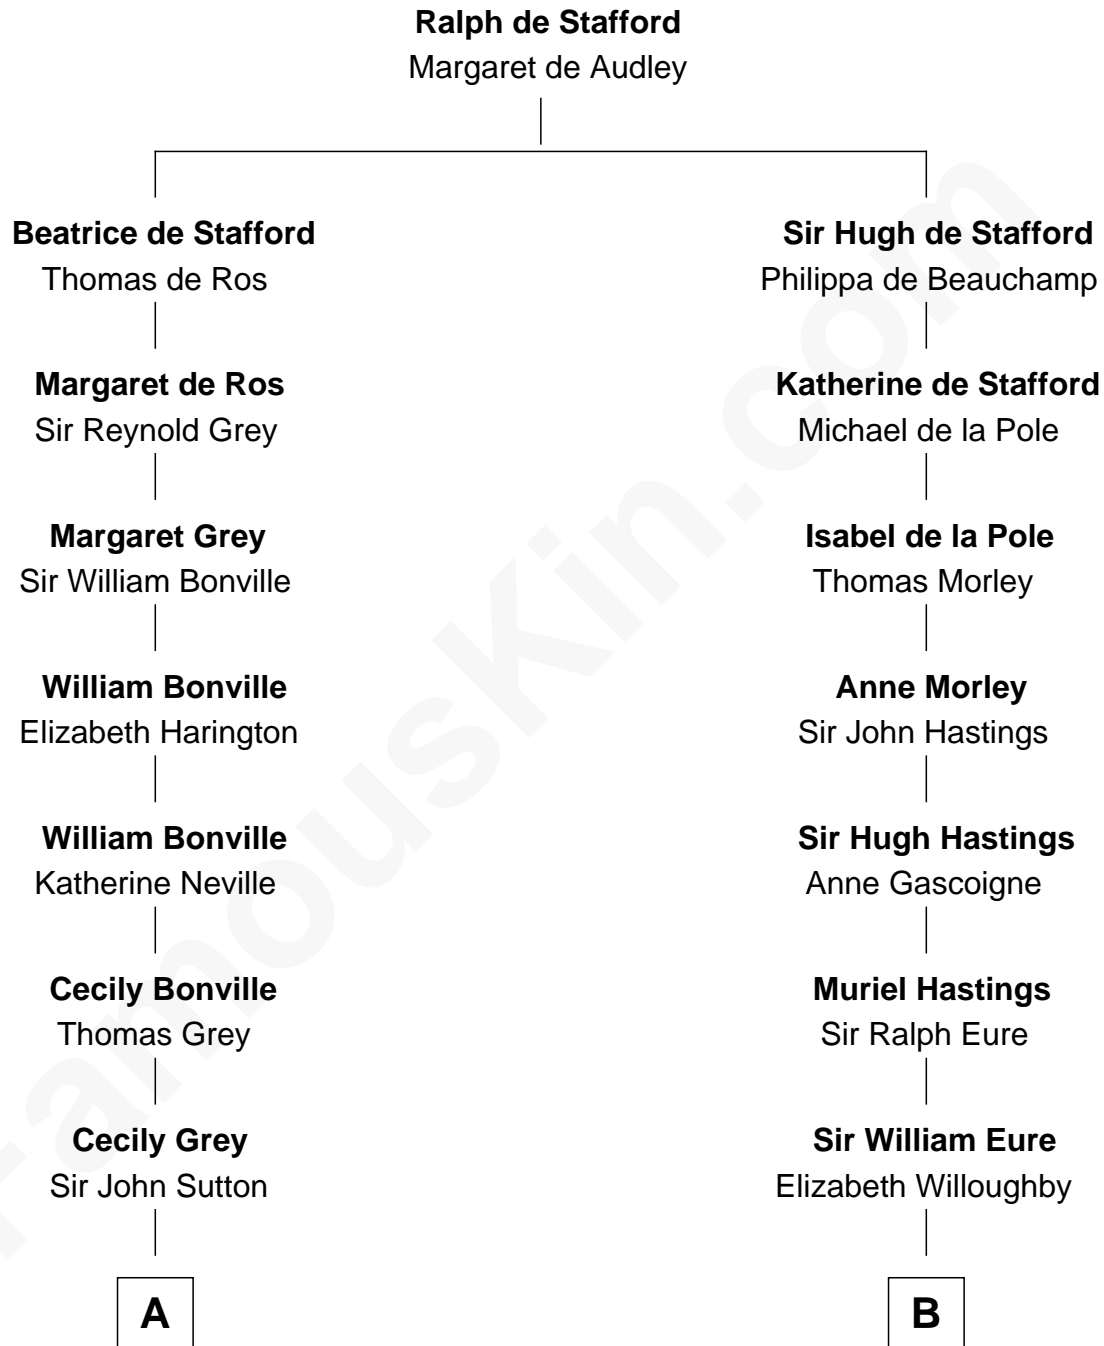 Ralph de Stafford
Margaret de Audley
Beatrice de Stafford
Thomas de Ros
Sir Hugh de Stafford
Philippa de Beauchamp
Margaret de Ros
Sir Reynold Grey
Katherine de Stafford
Michael de la Pole
Margaret Grey
Sir William Bonville
Isabel de la Pole
Thomas Morley
William Bonville
Elizabeth Harington
Anne Morley
Sir John Hastings
William Bonville
Katherine Neville
Sir Hugh Hastings
Anne Gascoigne
Cecily Bonville
Thomas Grey
Muriel Hastings
Sir Ralph Eure
Cecily Grey
Sir John Sutton
Sir William Eure
Elizabeth Willoughby
A
B
FamousKin.com